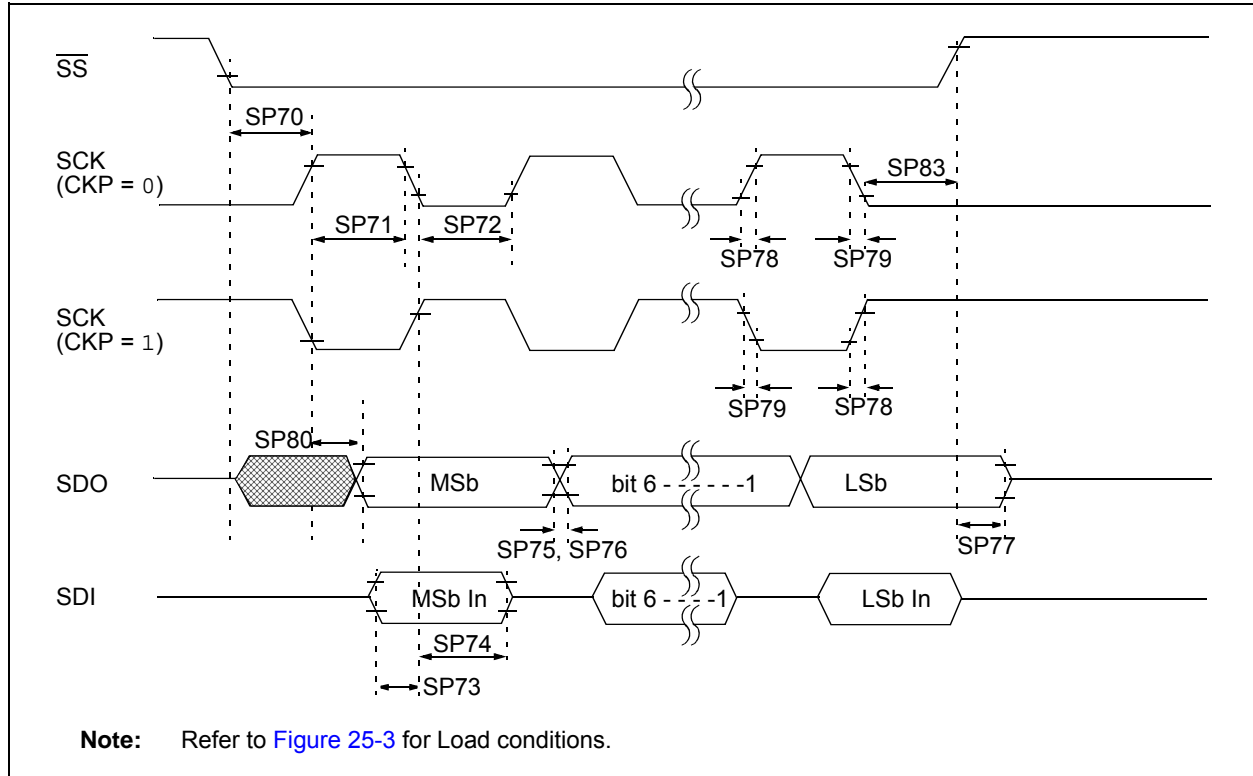 SS
SP70
SCK
(CKP = 0)
SP83
SP71
SP72
SP78
SP79
SCK
(CKP = 1)
SP79
SP78
SP80
SDO
MSb
bit 6 - - - - - -1
LSb
SP75, SP76
SP77
SDI
MSb In
bit 6 - - - - -1
LSb In
SP74
SP73
Note: Refer to Figure 25-3 for Load conditions.